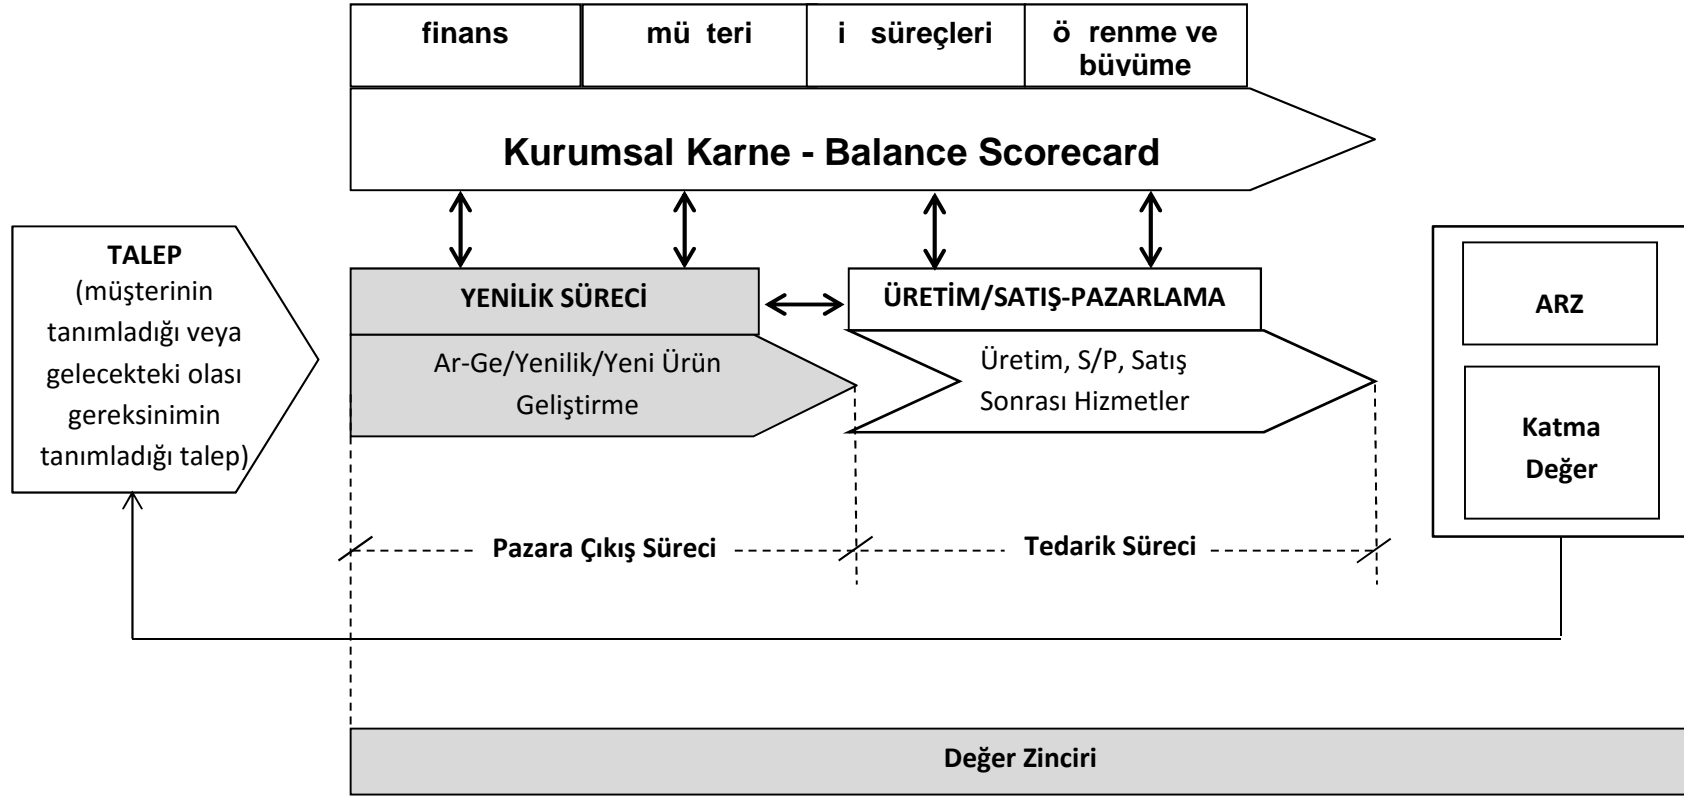 finans
mü teri
i süreçleri
ö renme ve
büyüme
Kurumsal Karne - Balance Scorecard
TALEP
(müşterinin
tanımladığı veya
gelecekteki olası
gereksinimin
tanımladığı talep)
YENİLİK SÜRECİ
Ar-Ge/Yenilik/Yeni Ürün
Geliştirme
ÜRETİM/SATIŞ-PAZARLAMA
Üretim, S/P, Satış
Sonrası Hizmetler
ARZ
Katma
Değer
Pazara Çıkış Süreci
Tedarik Süreci
Değer Zinciri